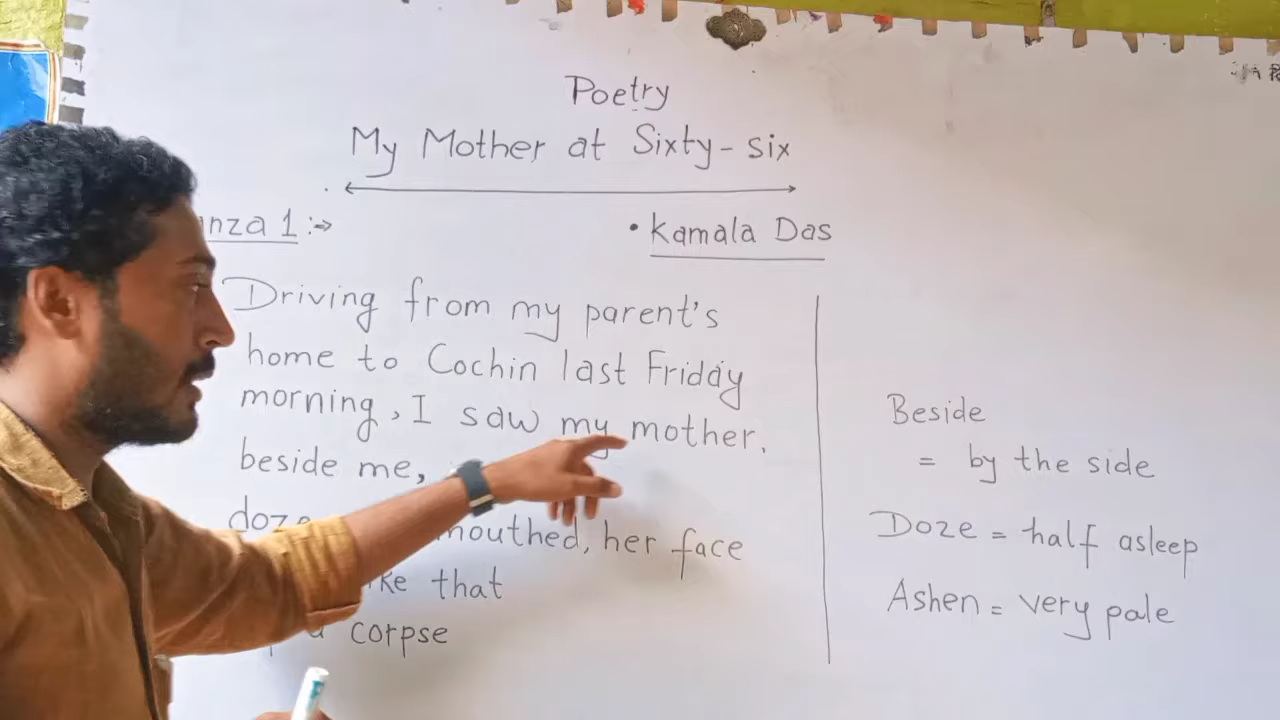 Poetry
My Mother at Sixty-six
nza 1 :→
• Kamala Das
Driving from my parent's
home to Cochin last Friday
morning, I saw my mother.
beside me,
doze mouthed, her face
ke that
corpse
Beside
= by the side
Doze = half asleep
Ashen = very pale